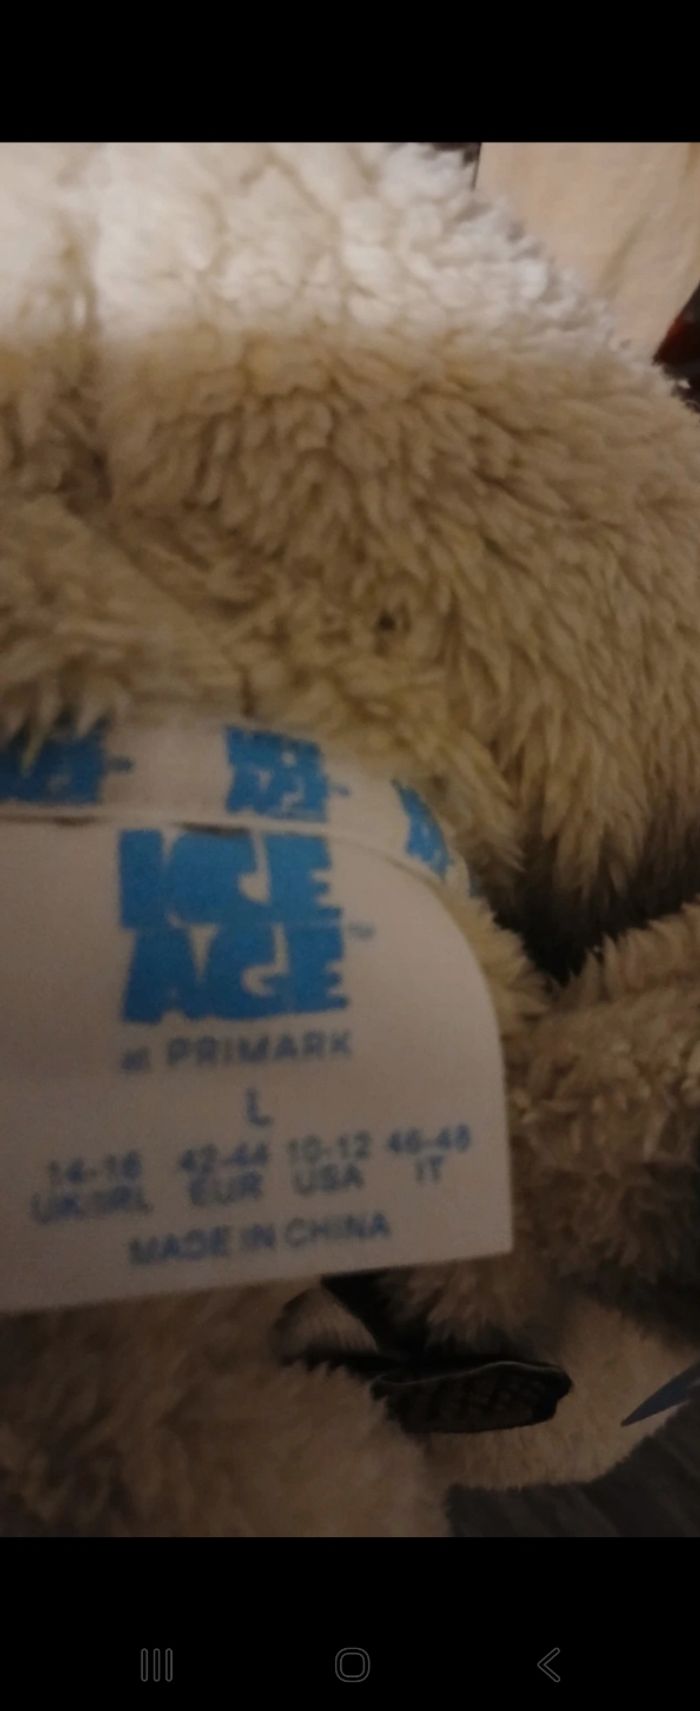 ICE
AGE™
at PRIMARK
L
14-16 42-44 10-12 46-48
UK/IRL EUR USA IT
MADE IN CHINA